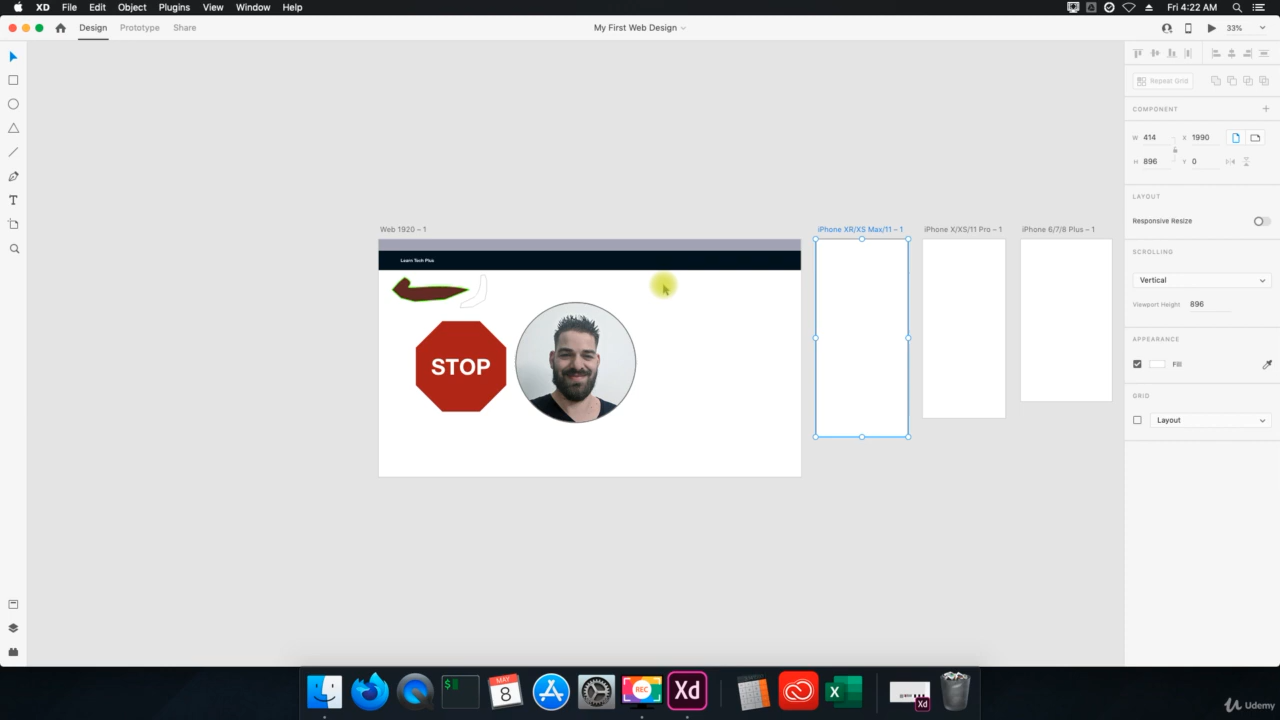 XD File Edit Object Plugins View Window Help
Fri 4:22 AM
Design Prototype Share
My First Web Design
33%
Repeat Grid
COMPONENT
W 414 X 1990
H 896 Y 0
LAYOUT
Responsive Resize
SCROLLING
Vertical
Viewport Height 896
APPEARANCE
Fill
GRID
Layout
Web 1920 – 1
iPhone XR/XS Max/11 – 1
iPhone X/XS/11 Pro – 1
iPhone 6/7/8 Plus – 1
Learn Tech Plus
STOP
$
MAY
8
REC
Xd
X
Xd
Udemy